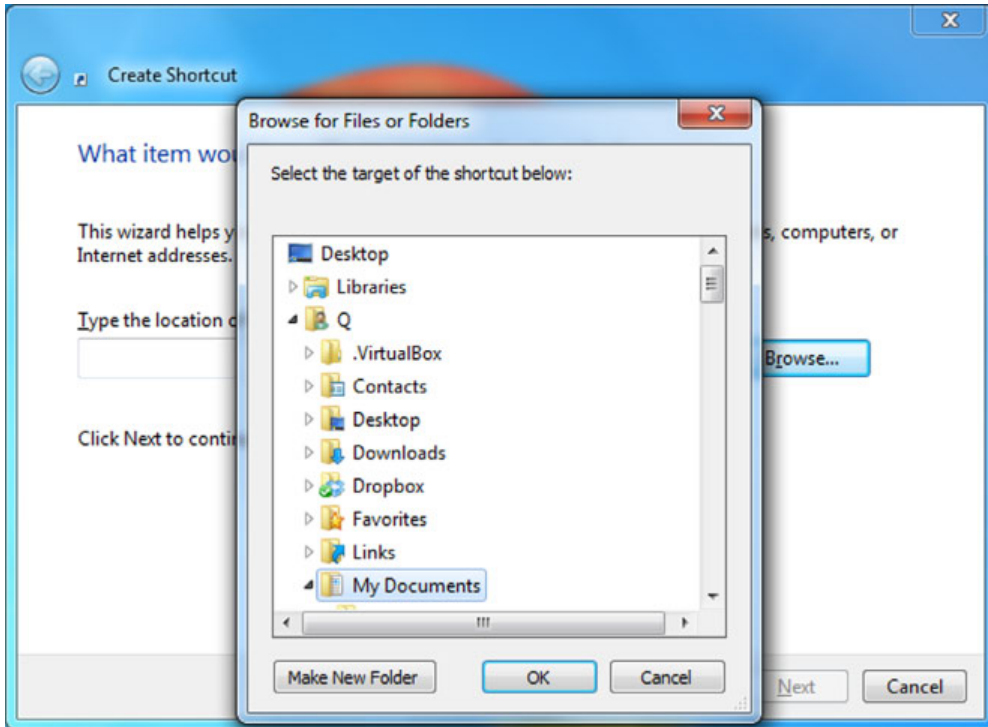 Create Shortcut
Browse for Files or Folders
What item wou
Select the target of the shortcut below:
This wizard helps y
s, computers, or
Internet addresses.
Desktop
Libraries
Type the location o
Q
.VirtualBox
Browse...
Contacts
Desktop
Click Next to contin
Downloads
Dropbox
Favorites
Links
My Documents
Make New Folder
OK
Cancel
Next
Cancel